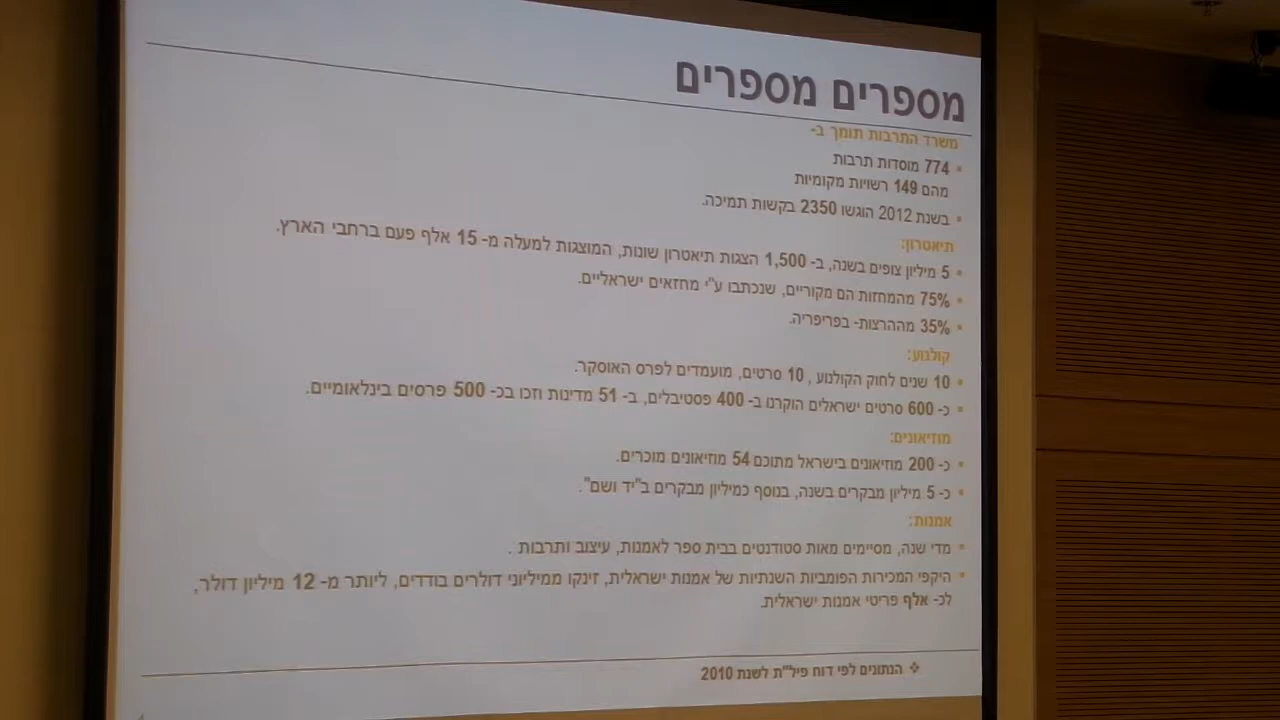 מספרים מספרים
משרד התרבות תומך ב-
774 מוסדות תרבות
מהם 149 רשויות מקומיות
בשנת 2012 הוגשו 2350 בקשות תמיכה.
תיאטרון:
5 מיליון צופים בשנה, ב- 1,500 הצגות תיאטרון שונות, המוצגות למעלה מ- 15 אלף פעם ברחבי הארץ.
75% מהמחזות הם מקוריים, שנכתבו ע"י מחזאים ישראליים.
35% מההרצות- בפריפריה.
קולנוע:
10 שנים לחוק הקולנוע , 10 סרטים, מועמדים לפרס האוסקר.
כ- 600 סרטים ישראלים הוקרנו ב- 400 פסטיבלים, ב- 51 מדינות וזכו בכ- 500 פרסים בינלאומיים.
מוזיאונים:
כ- 200 מוזיאונים בישראל מתוכם 54 מוזיאונים מוכרים.
כ- 5 מיליון מבקרים בשנה, בנוסף כמיליון מבקרים ב"יד ושם".
אמנות:
מדי שנה, מסיימים מאות סטודנטים בבית ספר לאמנות, עיצוב ותרבות .
היקפי המכירות הפומביות השנתיות של אמנות ישראלית, זינקו ממיליוני דולרים בודדים, ליותר מ- 12 מיליון דולר,
לכ- אלף פריטי אמנות ישראלית.
❖ הנתונים לפי דוח פיל"ת לשנת 2010